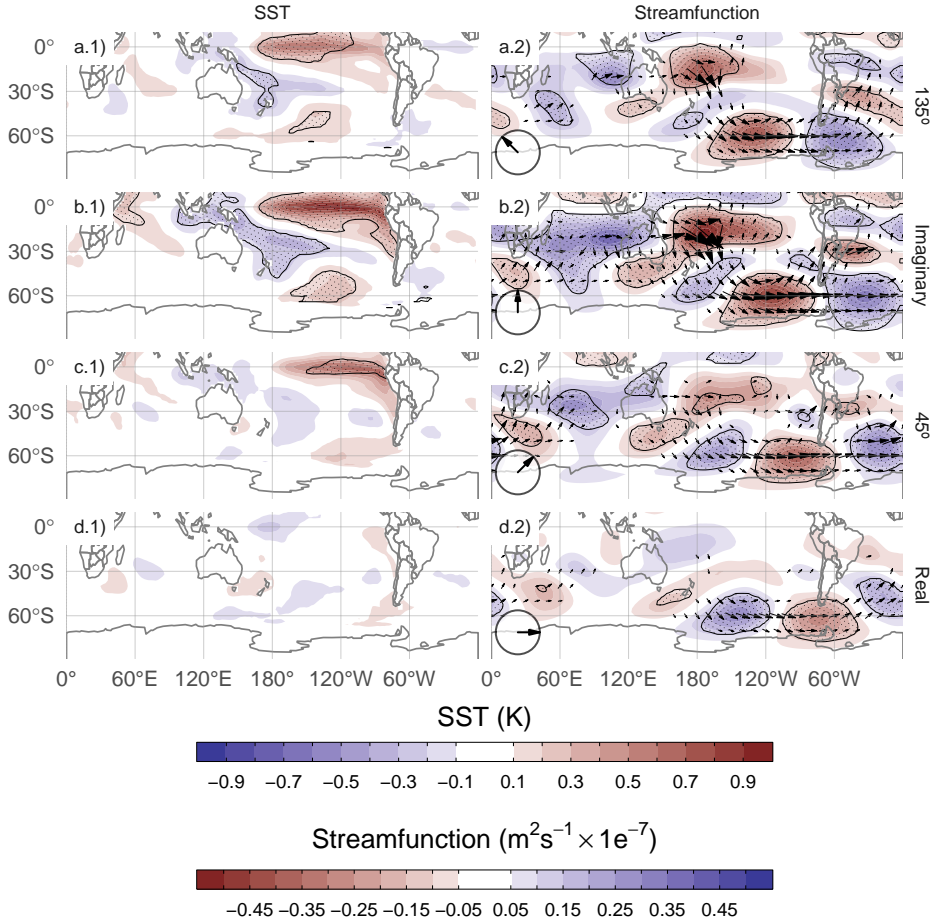 SST Streamfunction
a.1) a.2)
0°
30°S
60°S
135º
b.1) b.2)
0°
30°S
60°S
Imaginary
c.1) c.2)
0°
30°S
60°S
45º
d.1) d.2)
0°
30°S
60°S
Real
0° 60°E 180° 120°W 60°W 0° 60°E 120°E 180° 120°W 60°W
SST (K)
−0.9 −0.7 −0.5 −0.3 −0.1 0.1 0.3 0.5 0.7 0.9
Streamfunction (m²s⁻¹ × 1e⁻⁷)
−0.45 −0.35 −0.25 −0.15 −0.05 0.05 0.15 0.25 0.35 0.45